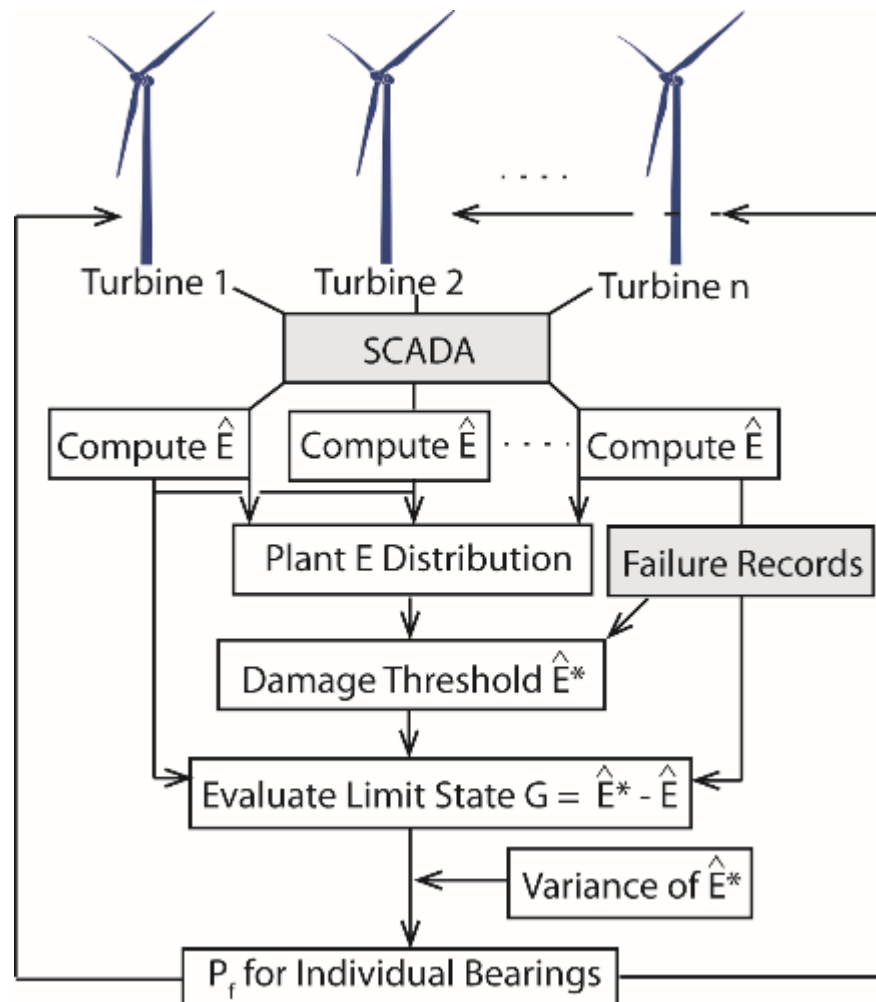 Turbine 1
Turbine 2
Turbine n
SCADA
Compute Ê
Compute Ê
Compute Ê
Plant E Distribution
Failure Records
Damage Threshold Ê*
Evaluate Limit State G = Ê* - Ê
Variance of Ê*
P_f for Individual Bearings